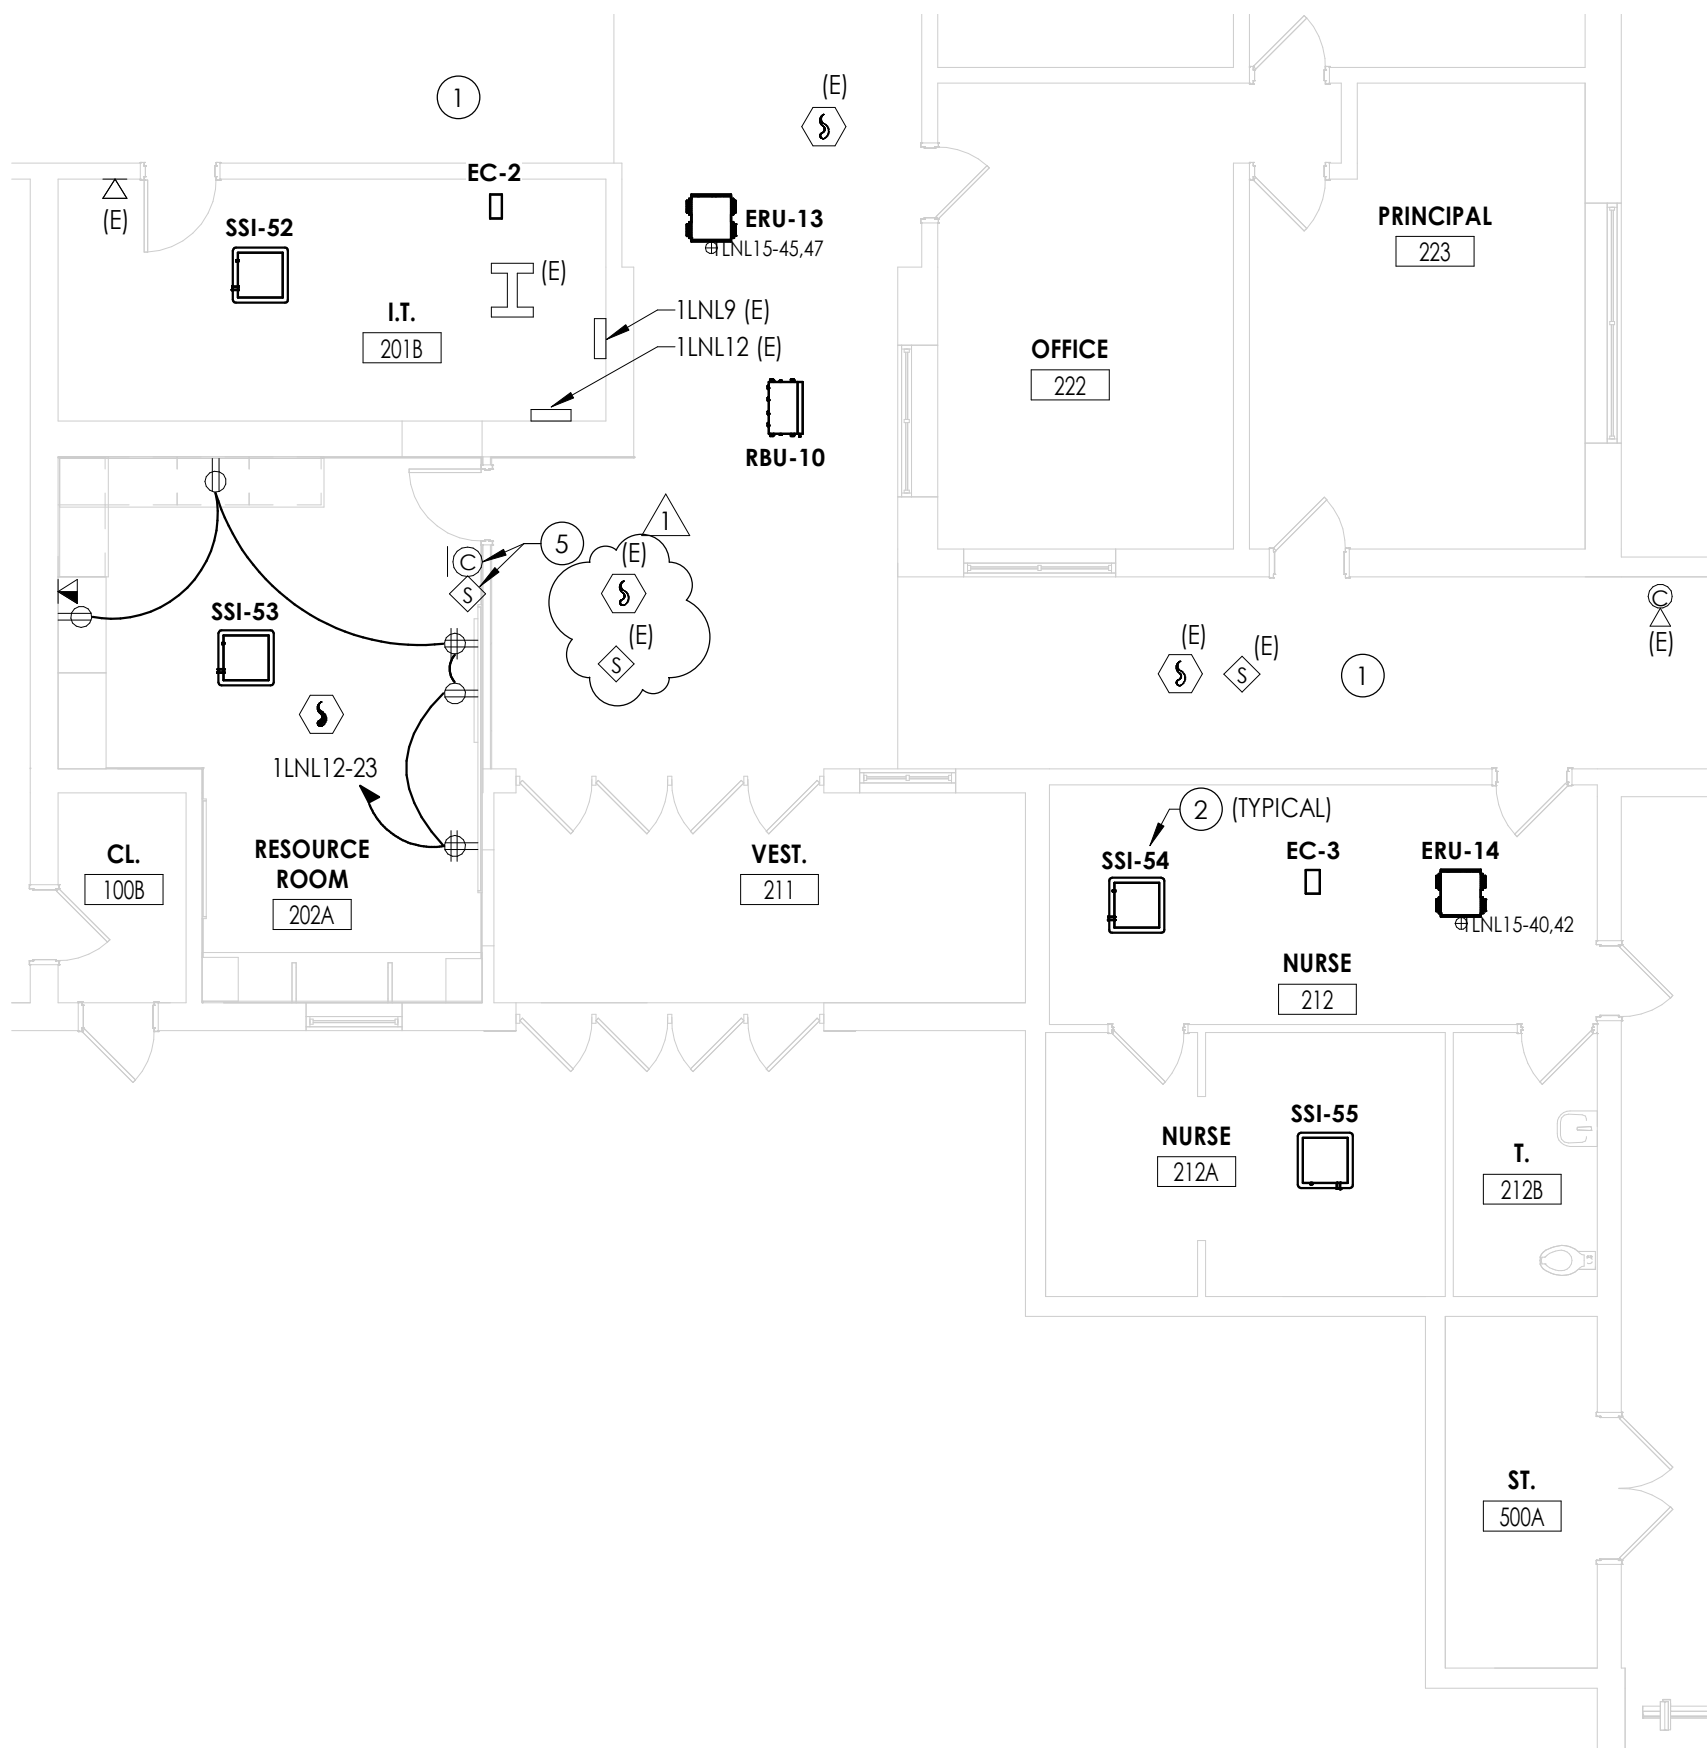 (E)
1
EC-2
(E)
SSI-52
ERU-13
1LNL15-45,47
PRINCIPAL
223
(E)
I.T.
201B
1LNL9 (E)
1LNL12 (E)
OFFICE
222
RBU-10
1
5
(E)
C
S
(E)
S
SSI-53
C
(E)
(E)
(E)
S
1
1LNL12-23
2 (TYPICAL)
CL.
100B
RESOURCE
ROOM
202A
VEST.
211
SSI-54
EC-3
ERU-14
1LNL15-40,42
NURSE
212
SSI-55
NURSE
212A
T.
212B
ST.
500A